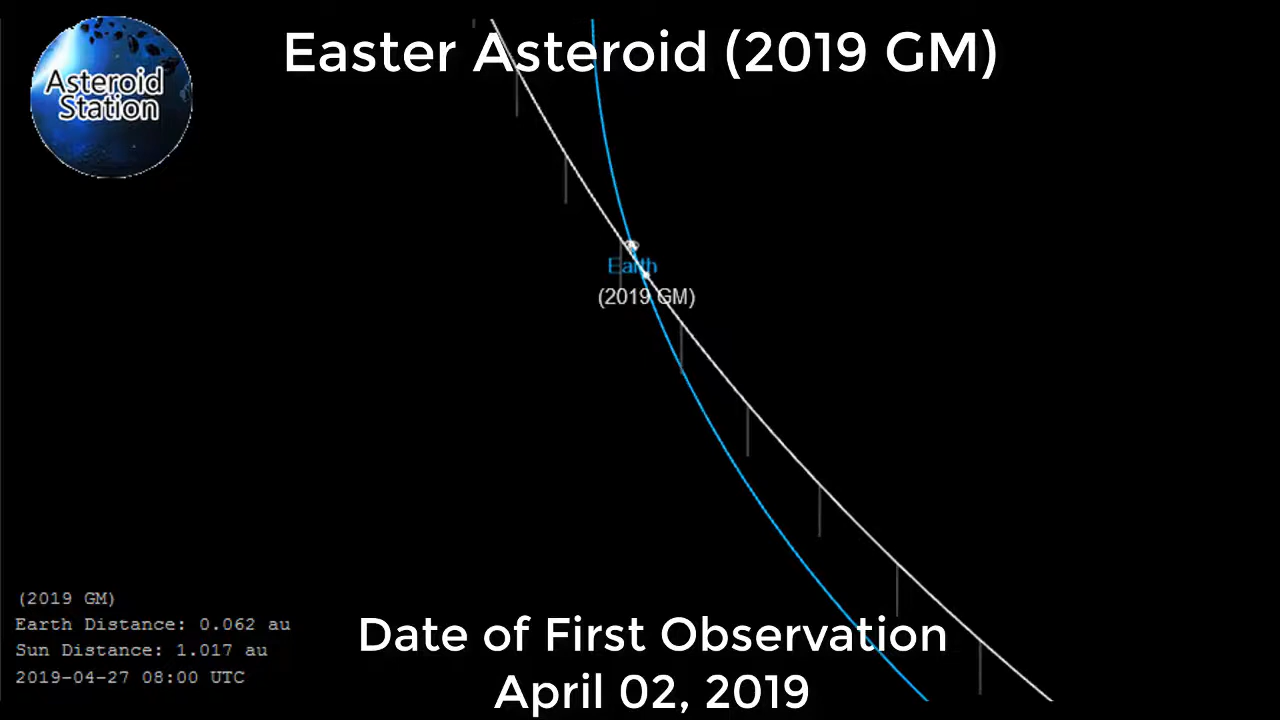 Easter Asteroid (2019 GM)
Asteroid
Station
Earth
(2019 GM)
(2019 GM)
Earth Distance: 0.062 au
Sun Distance: 1.017 au
2019-04-27 08:00 UTC
Date of First Observation
April 02, 2019